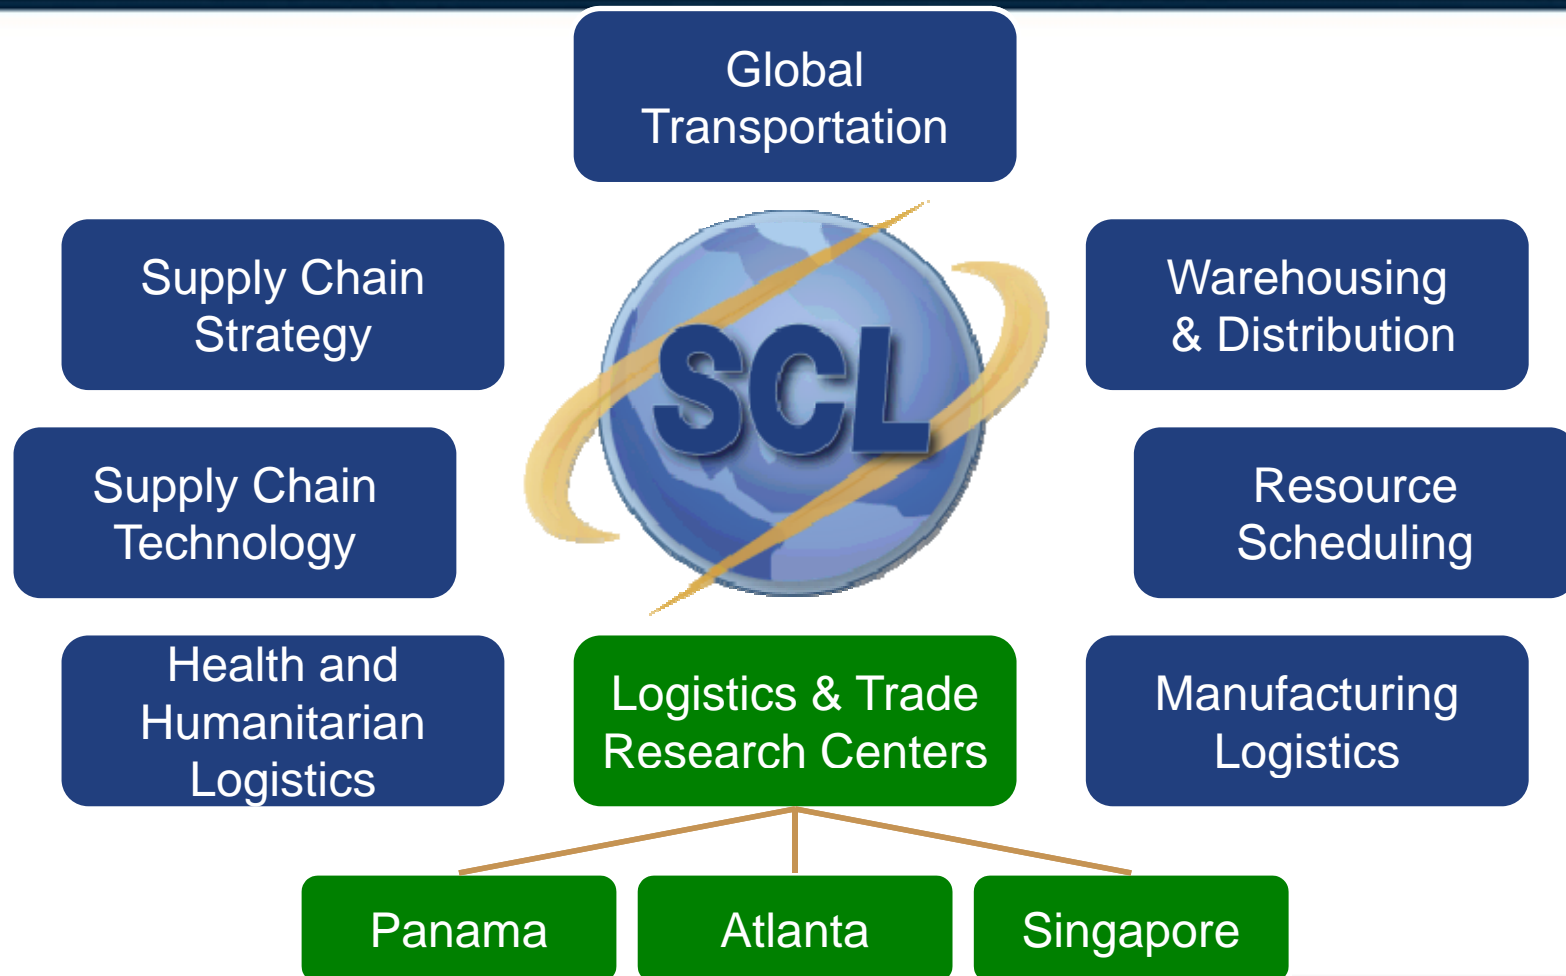 Global
Transportation
Supply Chain
Strategy
SCL
Warehousing
& Distribution
Supply Chain
Technology
Resource
Scheduling
Health and
Humanitarian
Logistics
Logistics & Trade
Research Centers
Manufacturing
Logistics
Panama
Atlanta
Singapore